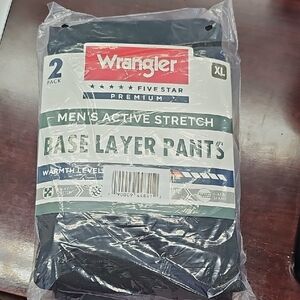 2
PACK
Wrangler
XL
★★★★★ FIVE STAR
PREMIUM
MEN'S ACTIVE STRETCH
BASE LAYER PANTS
WARMTH LEVEL